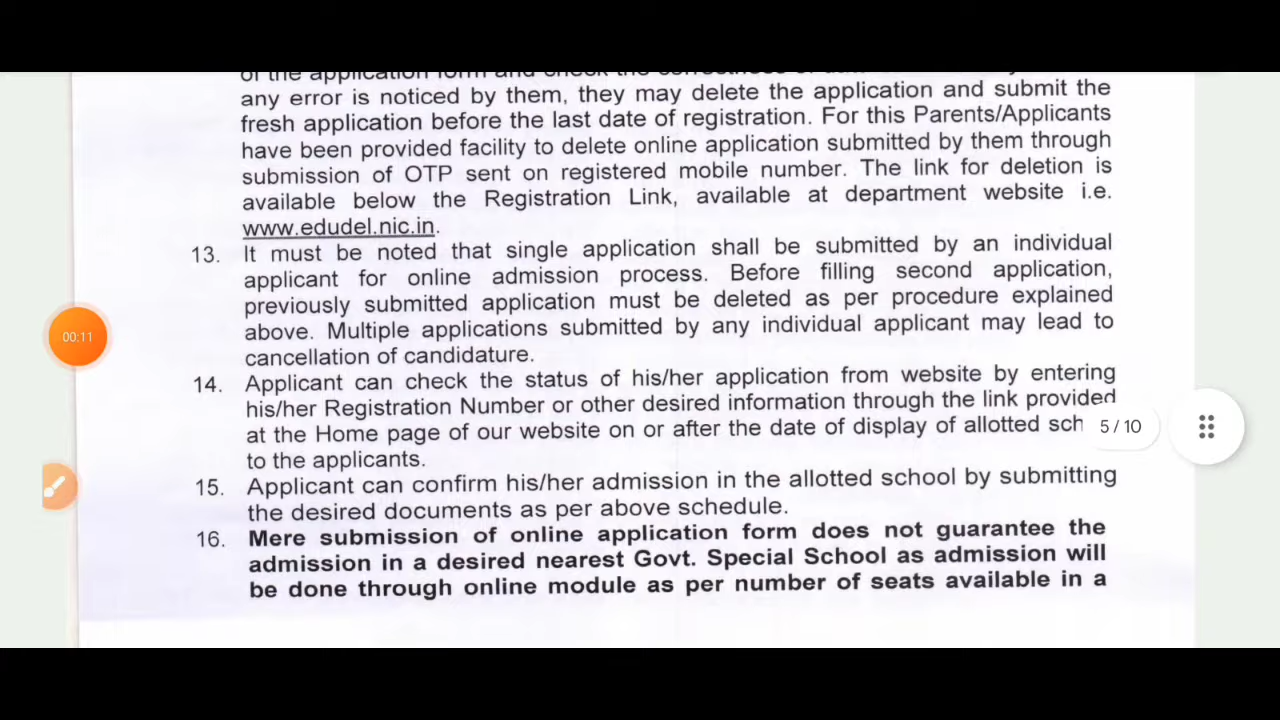 of the application form and check the correctness of
any error is noticed by them, they may delete the application and submit the
fresh application before the last date of registration. For this Parents/Applicants
have been provided facility to delete online application submitted by them through
submission of OTP sent on registered mobile number. The link for deletion is
available below the Registration Link, available at department website i.e.
www.edudel.nic.in.
13. It must be noted that single application shall be submitted by an individual
applicant for online admission process. Before filling second application,
previously submitted application must be deleted as per procedure explained
above. Multiple applications submitted by any individual applicant may lead to
cancellation of candidature.
00:11
14. Applicant can check the status of his/her application from website by entering
his/her Registration Number or other desired information through the link provided
at the Home page of our website on or after the date of display of allotted sch
5 / 10
to the applicants.
15. Applicant can confirm his/her admission in the allotted school by submitting
the desired documents as per above schedule.
16. Mere submission of online application form does not guarantee the
admission in a desired nearest Govt. Special School as admission will
be done through online module as per number of seats available in a